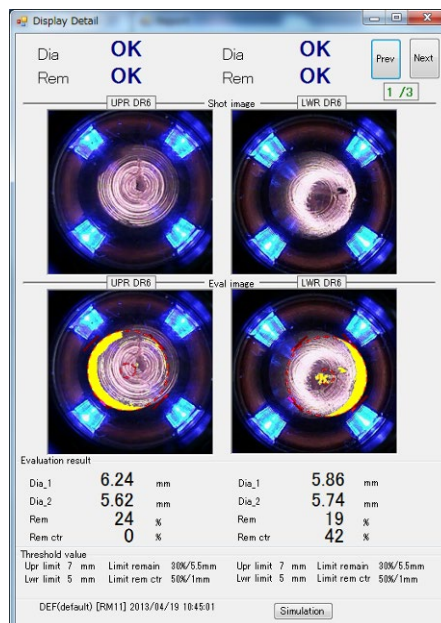 Display Detail
Dia OK Dia OK
Rem OK Rem OK
Prev Next
1 /3
UPR DR6 Shot image LWR DR6
UPR DR6 Eval image LWR DR6
Evaluation result
Dia_1 6.24 mm Dia_1 5.86 mm
Dia_2 5.62 mm Dia_2 5.74 mm
Rem 24 % Rem 19 %
Rem ctr 0 % Rem ctr 42 %
Threshold value
Upr limit 7 mm Limit remain 30%/5.5mm Upr limit 7 mm Limit remain 30%/5.5mm
Lwr limit 5 mm Limit rem ctr 50%/1mm Lwr limit 5 mm Limit rem ctr 50%/1mm
DEF(default) [RM11] 2013/04/19 10:45:01 Simulation